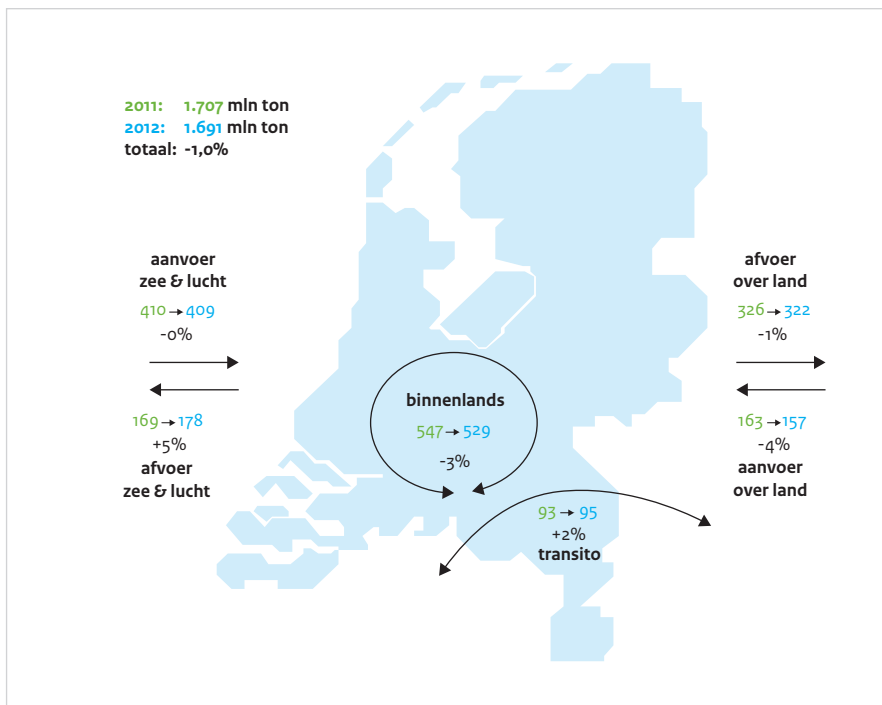 2011: 1.707 mln ton
2012: 1.691 mln ton
totaal: -1,0%
aanvoer
zee & lucht
410 → 409
-0%
169 → 178
+5%
afvoer
zee & lucht
binnenlands
547 → 529
-3%
93 → 95
+2%
transito
afvoer
over land
326 → 322
-1%
163 → 157
-4%
aanvoer
over land